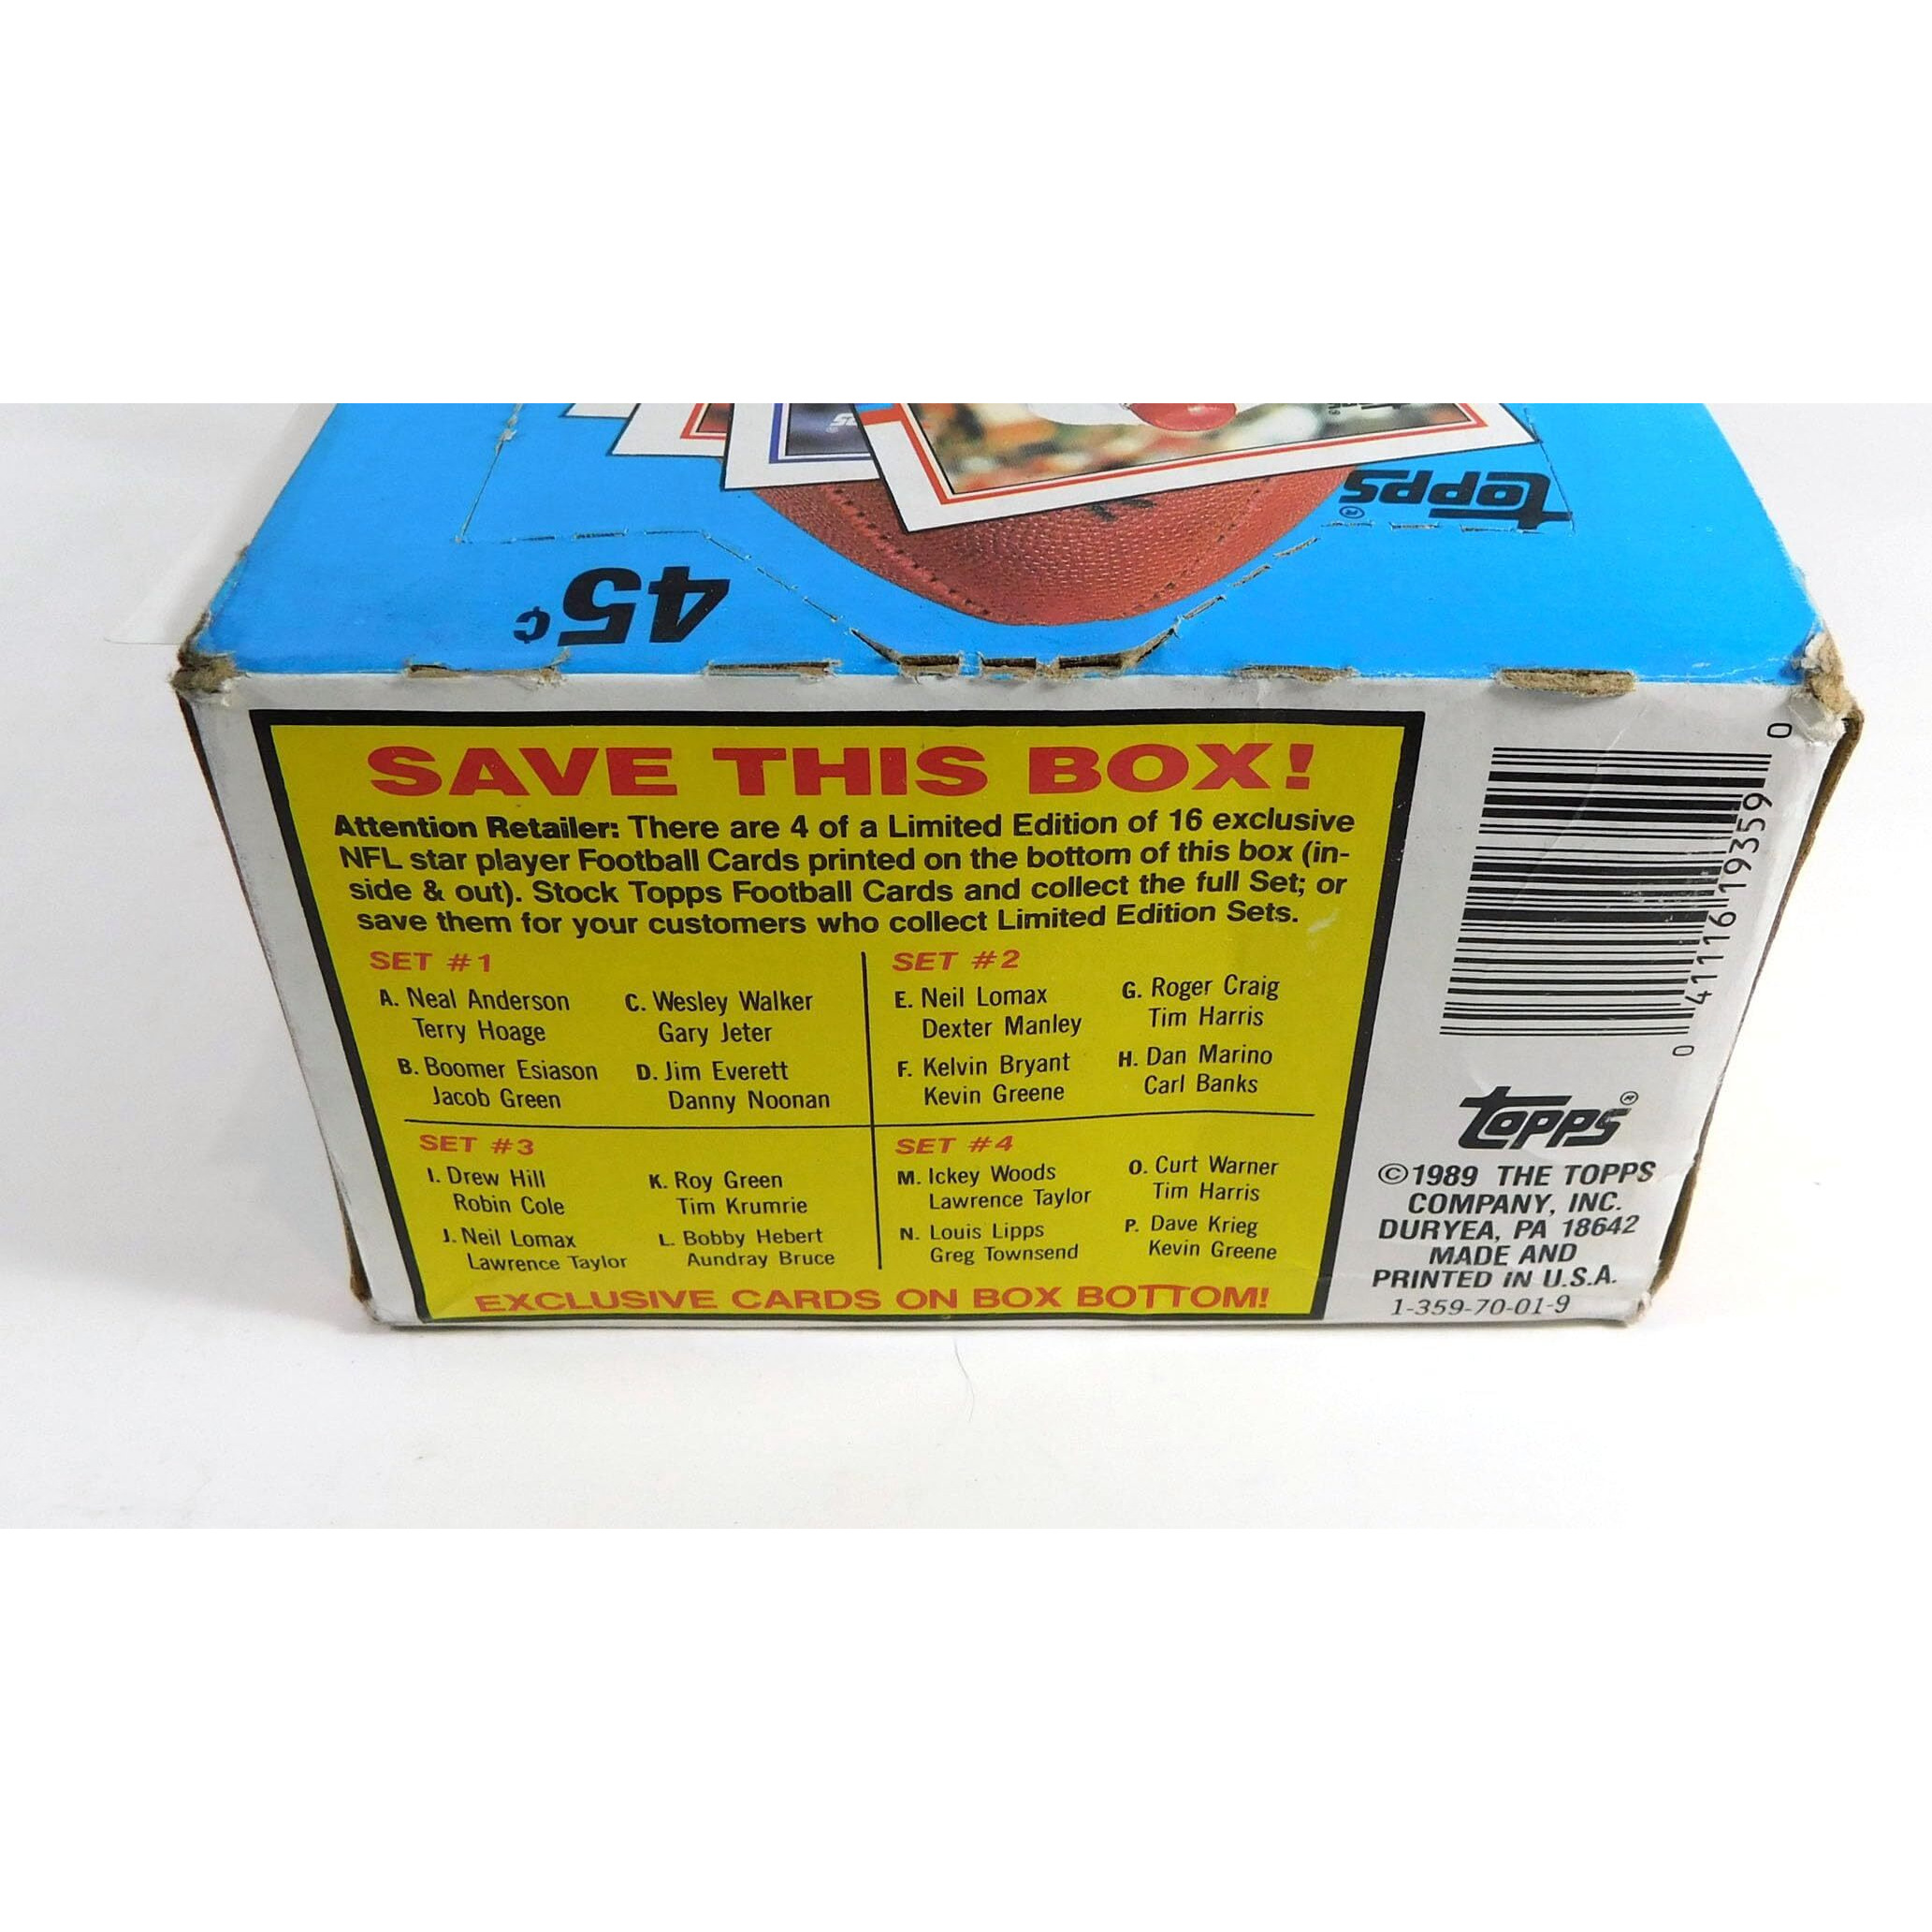 topps®
45¢
SAVE THIS BOX!
Attention Retailer: There are 4 of a Limited Edition of 16 exclusive
NFL star player Football Cards printed on the bottom of this box (in-
side & out). Stock Topps Football Cards and collect the full Set; or
save them for your customers who collect Limited Edition Sets.
SET #1
A. Neal Anderson
Terry Hoage
B. Boomer Esiason
Jacob Green
C. Wesley Walker
Gary Jeter
D. Jim Everett
Danny Noonan
SET #2
E. Neil Lomax
Dexter Manley
F. Kelvin Bryant
Kevin Greene
G. Roger Craig
Tim Harris
H. Dan Marino
Carl Banks
SET #3
I. Drew Hill
Robin Cole
J. Neil Lomax
Lawrence Taylor
K. Roy Green
Tim Krumrie
L. Bobby Hebert
Aundray Bruce
SET #4
M. Ickey Woods
Lawrence Taylor
N. Louis Lipps
Greg Townsend
O. Curt Warner
Tim Harris
P. Dave Krieg
Kevin Greene
EXCLUSIVE CARDS ON BOX BOTTOM!
0 41116 19359 0
topps®
©1989 THE TOPPS
COMPANY, INC.
DURYEA, PA 18642
MADE AND
PRINTED IN U.S.A.
1-359-70-01-9